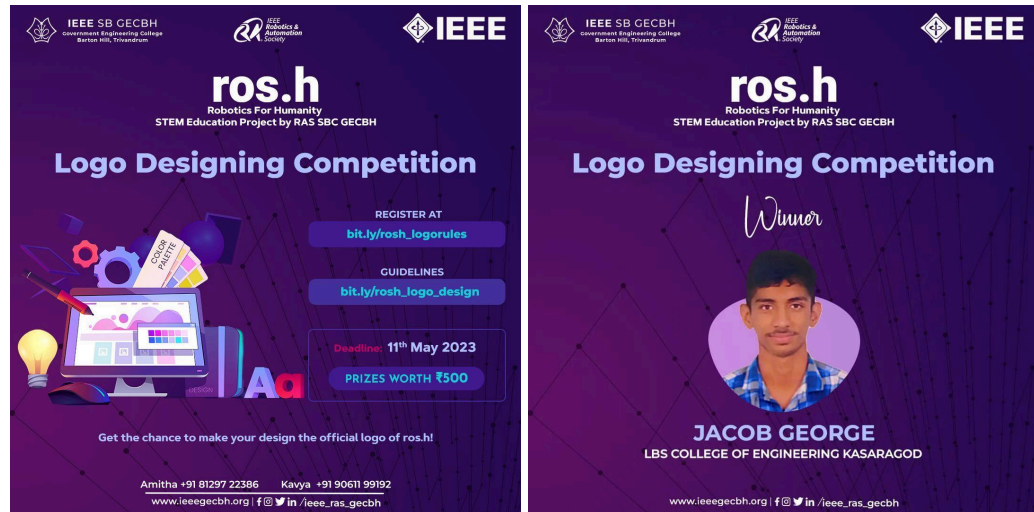 IEEE SB GECBH
Government Engineering College
Barton Hill, Trivandrum
RA
IEEE
Robotics &
Automation
Society
IEEE
ros.h
Robotics For Humanity
STEM Education Project by RAS SBC GECBH
Logo Designing Competition
COLOR
PALETTE
DESIGN
Aa
REGISTER AT
bit.ly/rosh_logorules
GUIDELINES
bit.ly/rosh_logo_design
Deadline: 11th May 2023
PRIZES WORTH ₹500
Get the chance to make your design the official logo of ros.h!
Amitha +91 81297 22386 Kavya +91 90611 99192
www.ieeegecbh.org | /ieee_ras_gecbh
IEEE SB GECBH
Government Engineering College
Barton Hill, Trivandrum
RA
IEEE
Robotics &
Automation
Society
IEEE
ros.h
Robotics For Humanity
STEM Education Project by RAS SBC GECBH
Logo Designing Competition
Winner
JACOB GEORGE
LBS COLLEGE OF ENGINEERING KASARAGOD
www.ieeegecbh.org | /ieee_ras_gecbh